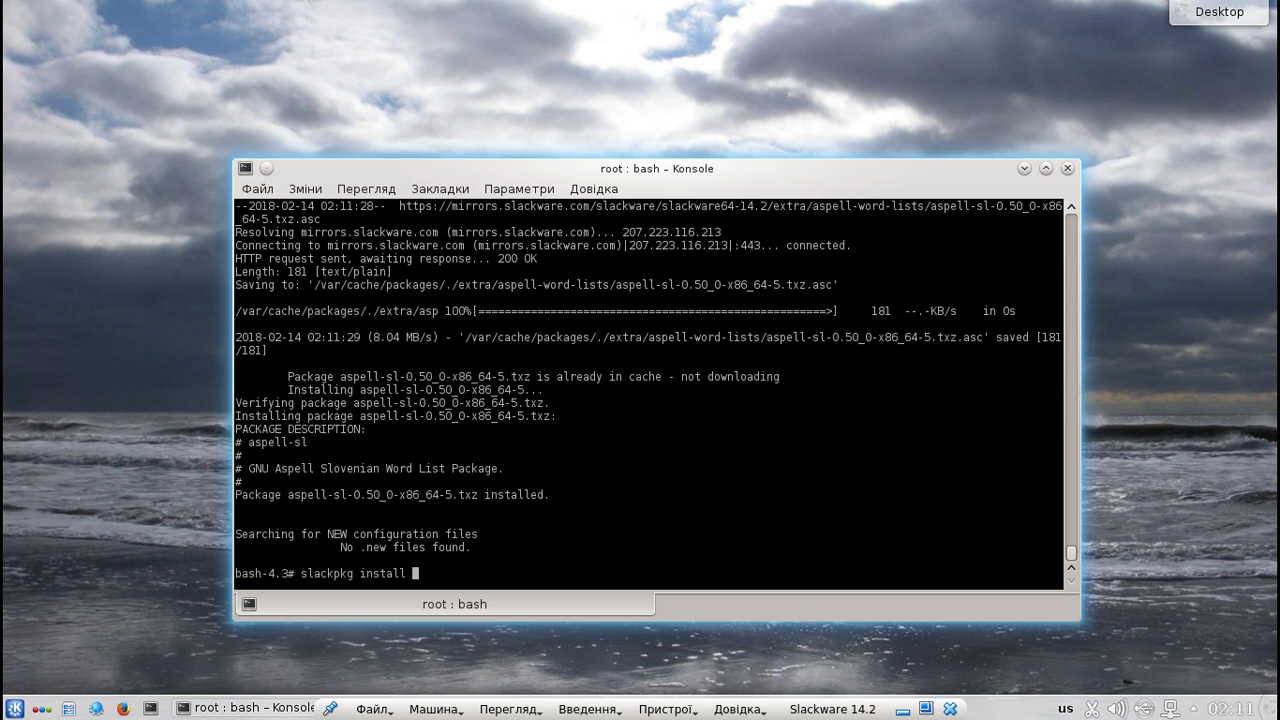 Desktop
root : bash – Konsole
Файл Зміни Перегляд Закладки Параметри Довідка
--2018-02-14 02:11:28-- https://mirrors.slackware.com/slackware/slackware64-14.2/extra/aspell-word-lists/aspell-sl-0.50_0-x86
_64-5.txz.asc
Resolving mirrors.slackware.com (mirrors.slackware.com)... 207.223.116.213
Connecting to mirrors.slackware.com (mirrors.slackware.com)|207.223.116.213|:443... connected.
HTTP request sent, awaiting response... 200 OK
Length: 181 [text/plain]
Saving to: '/var/cache/packages/./extra/aspell-word-lists/aspell-sl-0.50_0-x86_64-5.txz.asc'
/var/cache/packages/./extra/asp 100%[=====================================================>] 181 --.-KB/s in 0s
2018-02-14 02:11:29 (8.04 MB/s) - '/var/cache/packages/./extra/aspell-word-lists/aspell-sl-0.50_0-x86_64-5.txz.asc' saved [181
/181]
Package aspell-sl-0.50_0-x86_64-5.txz is already in cache - not downloading
Installing aspell-sl-0.50_0-x86_64-5...
Verifying package aspell-sl-0.50_0-x86_64-5.txz.
Installing package aspell-sl-0.50_0-x86_64-5.txz:
PACKAGE DESCRIPTION:
# aspell-sl
#
# GNU Aspell Slovenian Word List Package.
#
Package aspell-sl-0.50_0-x86_64-5.txz installed.
Searching for NEW configuration files
No .new files found.
bash-4.3# slackpkg install
root : bash
root : bash – Konsole Файл Машина Перегляд Введення Пристрої Довідка Slackware 14.2 us 02:11